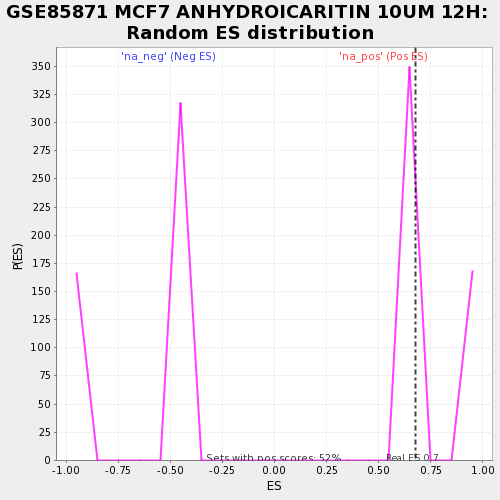 GSE85871 MCF7 ANHYDROICARITIN 10UM 12H:
Random ES distribution
'na_neg' (Neg ES)
'na_pos' (Pos ES)
350
325
300
275
250
225
200
175
150
125
100
75
50
25
0
P(ES)
Sets with pos scores: 52%
Real ES 0.7
-1.00 -0.75 -0.50 -0.25 0.00 0.25 0.50 0.75 1.00
ES